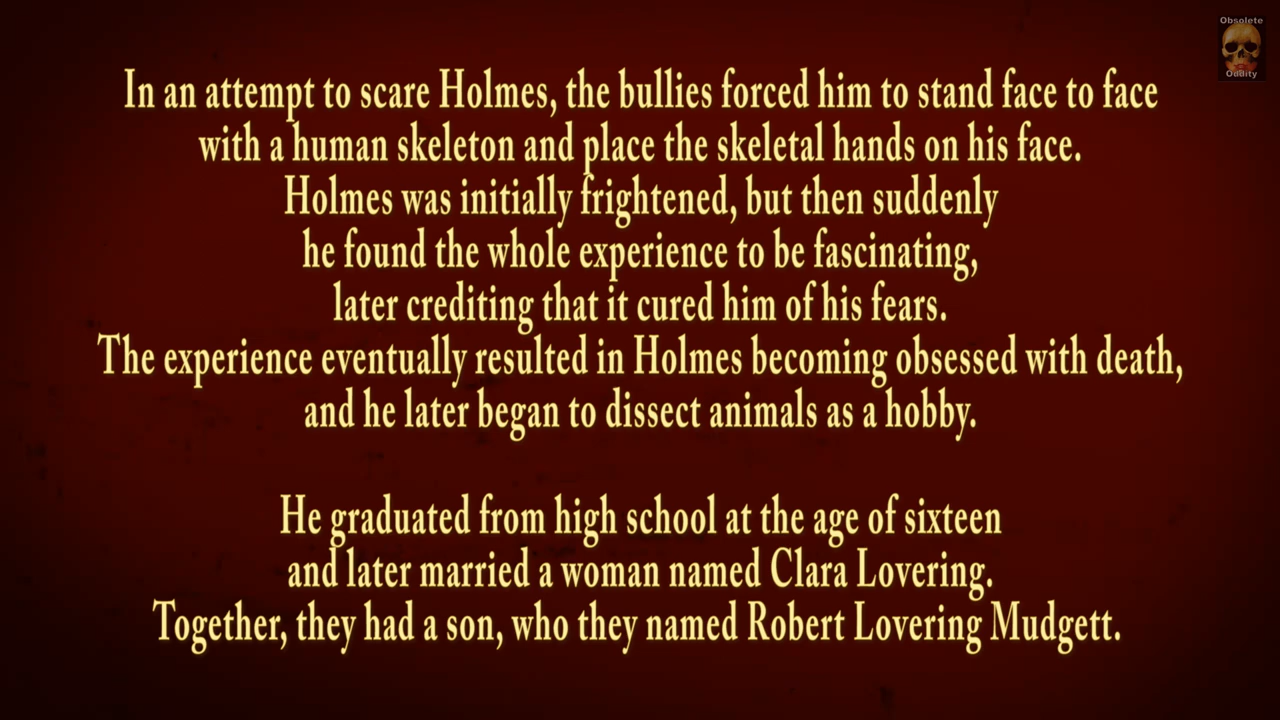 Obsolete
Oddity
In an attempt to scare Holmes, the bullies forced him to stand face to face
with a human skeleton and place the skeletal hands on his face.
Holmes was initially frightened, but then suddenly
he found the whole experience to be fascinating,
later crediting that it cured him of his fears.
The experience eventually resulted in Holmes becoming obsessed with death,
and he later began to dissect animals as a hobby.
He graduated from high school at the age of sixteen
and later married a woman named Clara Lovering.
Together, they had a son, who they named Robert Lovering Mudgett.